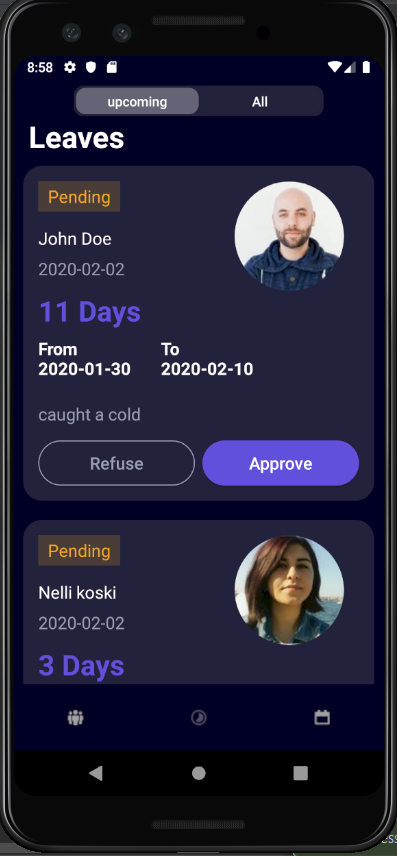 8:58
upcoming All
Leaves
Pending
John Doe
2020-02-02
11 Days
From To
2020-01-30 2020-02-10
caught a cold
Refuse Approve
Pending
Nelli koski
2020-02-02
3 Days